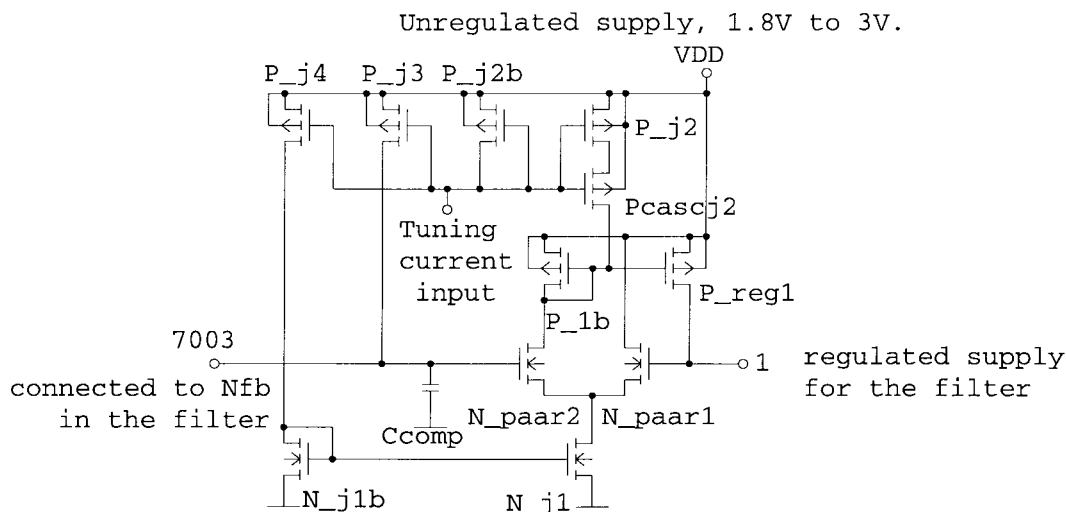 Unregulated supply, 1.8V to 3V.
VDD
P_j4
P_j3
P_j2b
P_j2
Pcascj2
Tuning
current
input
P_reg1
P_1b
7003
1
regulated supply
for the filter
connected to Nfb
in the filter
Ccomp
N_paar2
N_paar1
N_j1b
N_j1